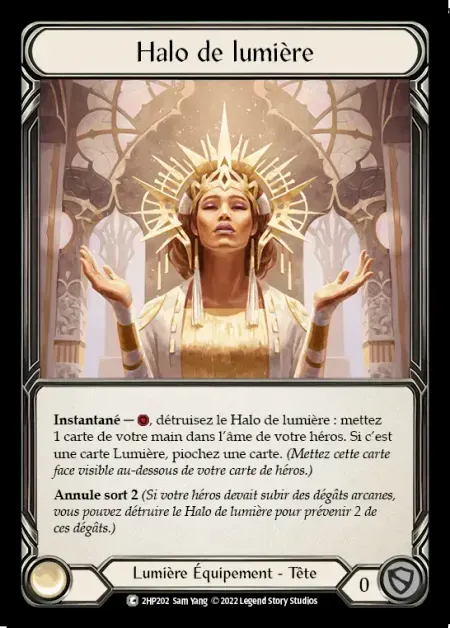 Halo de lumière
Instantané — , détruisez le Halo de lumière : mettez
1 carte de votre main dans l'âme de votre héros. Si c'est
une carte Lumière, piochez une carte. (Mettez cette carte
face visible au-dessous de votre carte de héros.)
Annule sort 2 (Si votre héros devait subir des dégâts arcanes,
vous pouvez détruire le Halo de lumière pour prévenir 2 de
ces dégâts.)
Lumière Équipement - Tête
0
C 2HP202 Sam Yang © 2022 Legend Story Studios